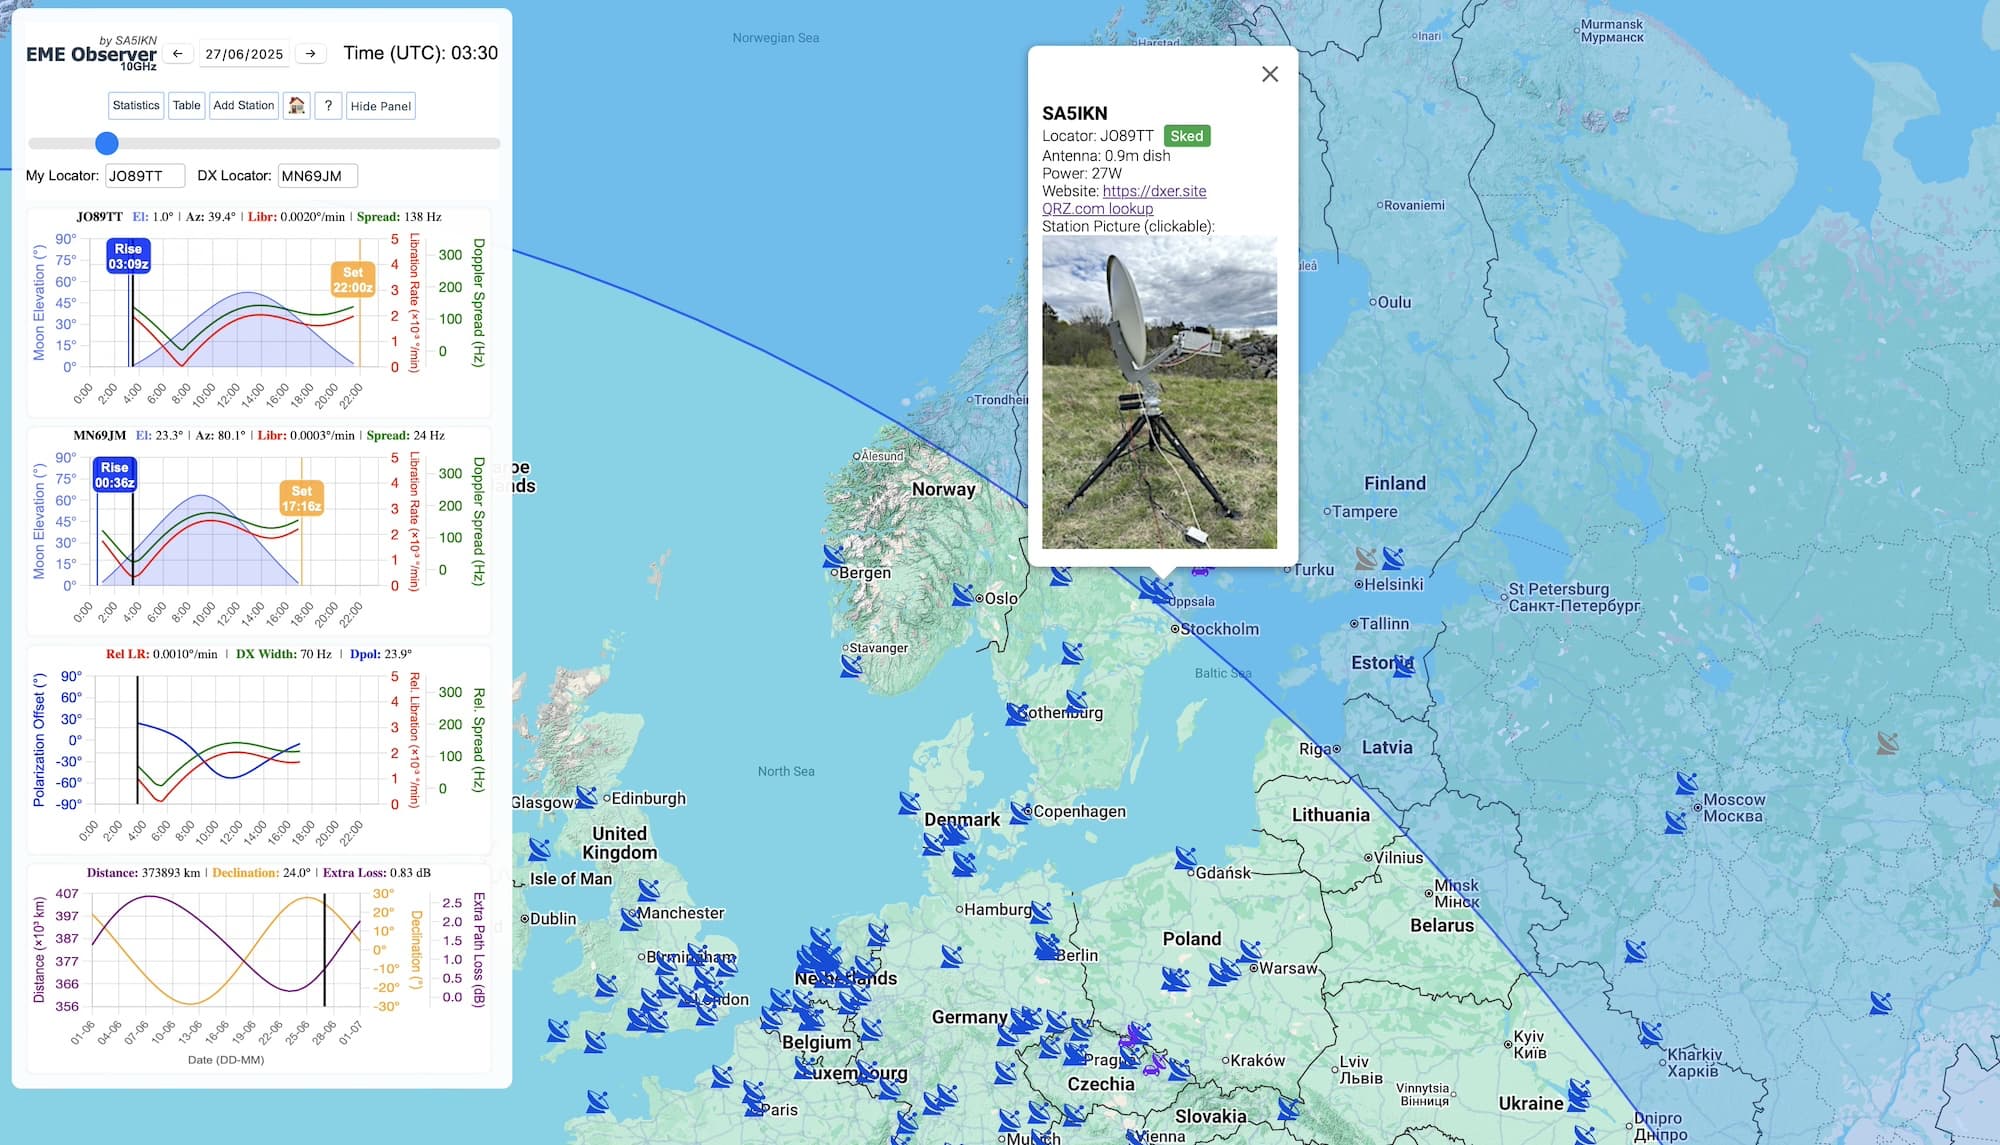 by SA5IKN
EME Observer
10GHz
←
27/06/2025
→
Time (UTC): 03:30
Statistics
Table
Add Station
?
Hide Panel
My Locator: JO89TT
DX Locator: MN69JM
JO89TT El: 1.0° | Az: 39.4° | Libr: 0.0020°/min | Spread: 138 Hz
Moon Elevation (°)
90°
75°
60°
45°
30°
15°
0°
Rise
03:09z
Set
22:00z
5
4
3
2
1
0
Libration Rate (×10⁻³ °/min)
300
200
100
0
Doppler Spread (Hz)
0:00
2:00
4:00
6:00
8:00
10:00
12:00
14:00
16:00
18:00
20:00
22:00
MN69JM El: 23.3° | Az: 80.1° | Libr: 0.0003°/min | Spread: 24 Hz
Moon Elevation (°)
90°
75°
60°
45°
30°
15°
0°
Rise
00:36z
Set
17:16z
5
4
3
2
1
0
Libration Rate (×10⁻³ °/min)
300
200
100
0
Doppler Spread (Hz)
0:00
2:00
4:00
6:00
8:00
10:00
12:00
14:00
16:00
18:00
20:00
22:00
Rel LR: 0.0010°/min | DX Width: 70 Hz | Dpol: 23.9°
Polarization Offset (°)
90°
60°
30°
0°
-30°
-60°
-90°
5
4
3
2
1
0
Rel. Libration (×10⁻³ °/min)
300
200
100
0
Rel. Spread (Hz)
0:00
2:00
4:00
6:00
8:00
10:00
12:00
14:00
16:00
18:00
20:00
22:00
Distance: 373893 km | Declination: 24.0° | Extra Loss: 0.83 dB
Distance (×10³ km)
407
397
387
377
366
356
30°
20°
10°
0°
-10°
-20°
-30°
Declination (°)
2.5
2.0
1.5
1.0
0.5
0.0
Extra Path Loss (dB)
01-06
04-06
07-06
10-06
13-06
16-06
19-06
22-06
25-06
28-06
01-07
Date (DD-MM)
SA5IKN
Locator: JO89TT Sked
Antenna: 0.9m dish
Power: 27W
Website: https://dxer.site
QRZ.com lookup
Station Picture (clickable):
Norwegian Sea
Harstad
Inari
Murmansk
Мурманск
Rovaniemi
Oulu
Trondhei
Ålesund
Norway
Finland
Tampere
Turku
Helsinki
St Petersburg
Санкт-Петербург
Bergen
Oslo
Uppsala
Stockholm
Tallinn
Stavanger
Estonia
Baltic Sea
Gothenburg
Riga
Latvia
North Sea
Glasgow
Edinburgh
Denmark
Copenhagen
Lithuania
Moscow
Москва
United
Kingdom
Vilnius
Gdańsk
Isle of Man
Minsk
Мінск
Dublin
Manchester
Hamburg
Belarus
Poland
Birmingham
Berlin
Warsaw
Netherlands
London
Germany
Belgium
Kyiv
Київ
Prague
Kraków
Lviv
Львів
Kharkiv
Харків
Luxembourg
Czechia
Vinnytsia
Вінниця
Paris
Slovakia
Ukraine
Dnipro
Дніпро
Munich
Vienna